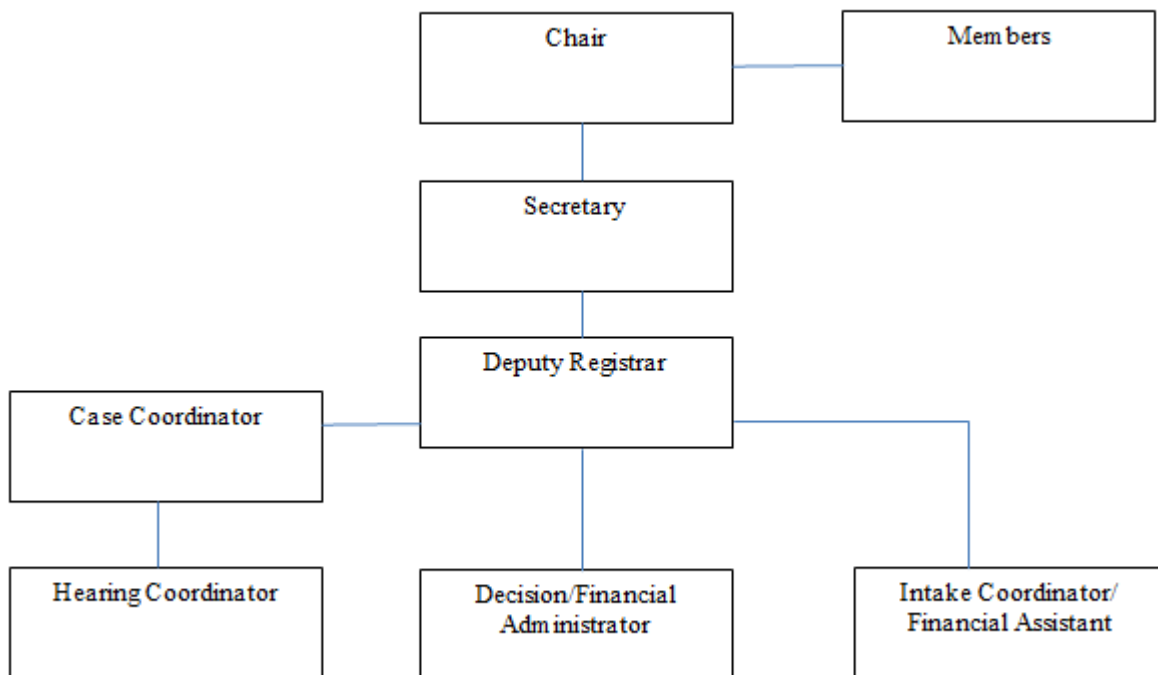 Chair
Members
Secretary
Deputy Registrar
Case Coordinator
Hearing Coordinator
Decision/Financial
Administrator
Intake Coordinator/
Financial Assistant